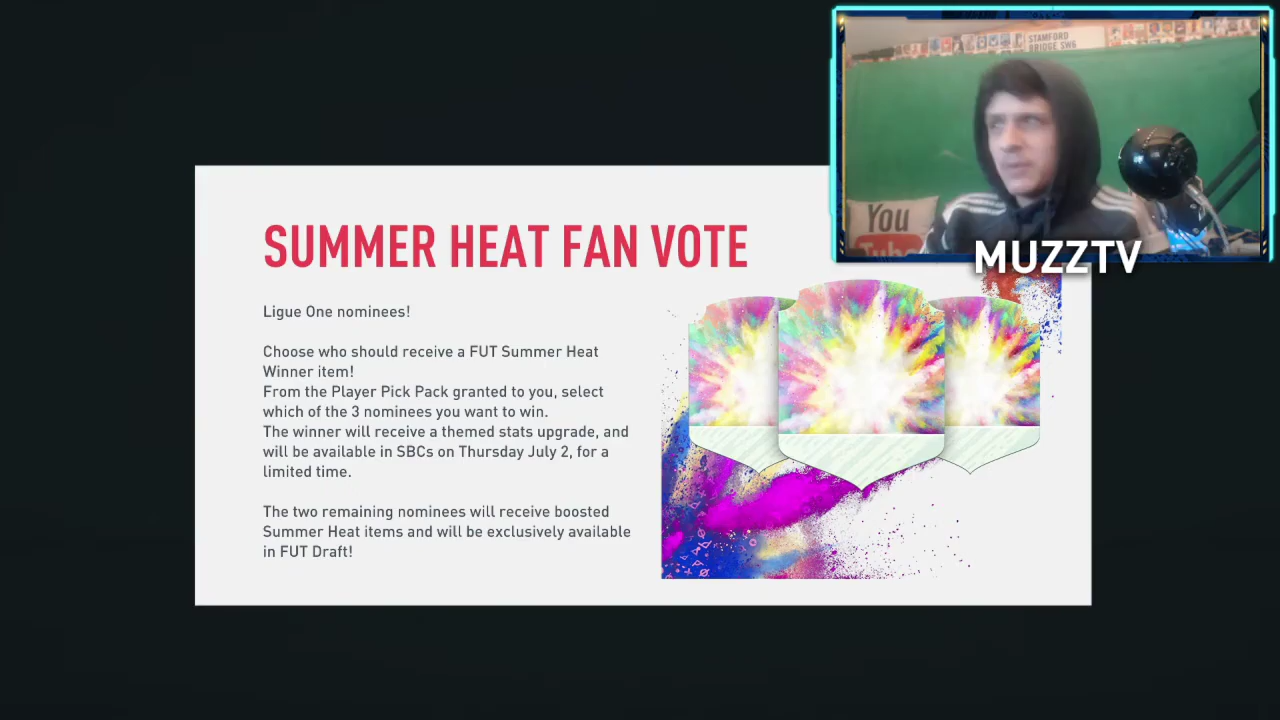 STAMFORD
BRIDGE SW6
You
Tube
MUZZTV
SUMMER HEAT FAN VOTE
Ligue One nominees!
Choose who should receive a FUT Summer Heat
Winner item!
From the Player Pick Pack granted to you, select
which of the 3 nominees you want to win.
The winner will receive a themed stats upgrade, and
will be available in SBCs on Thursday July 2, for a
limited time.
The two remaining nominees will receive boosted
Summer Heat items and will be exclusively available
in FUT Draft!